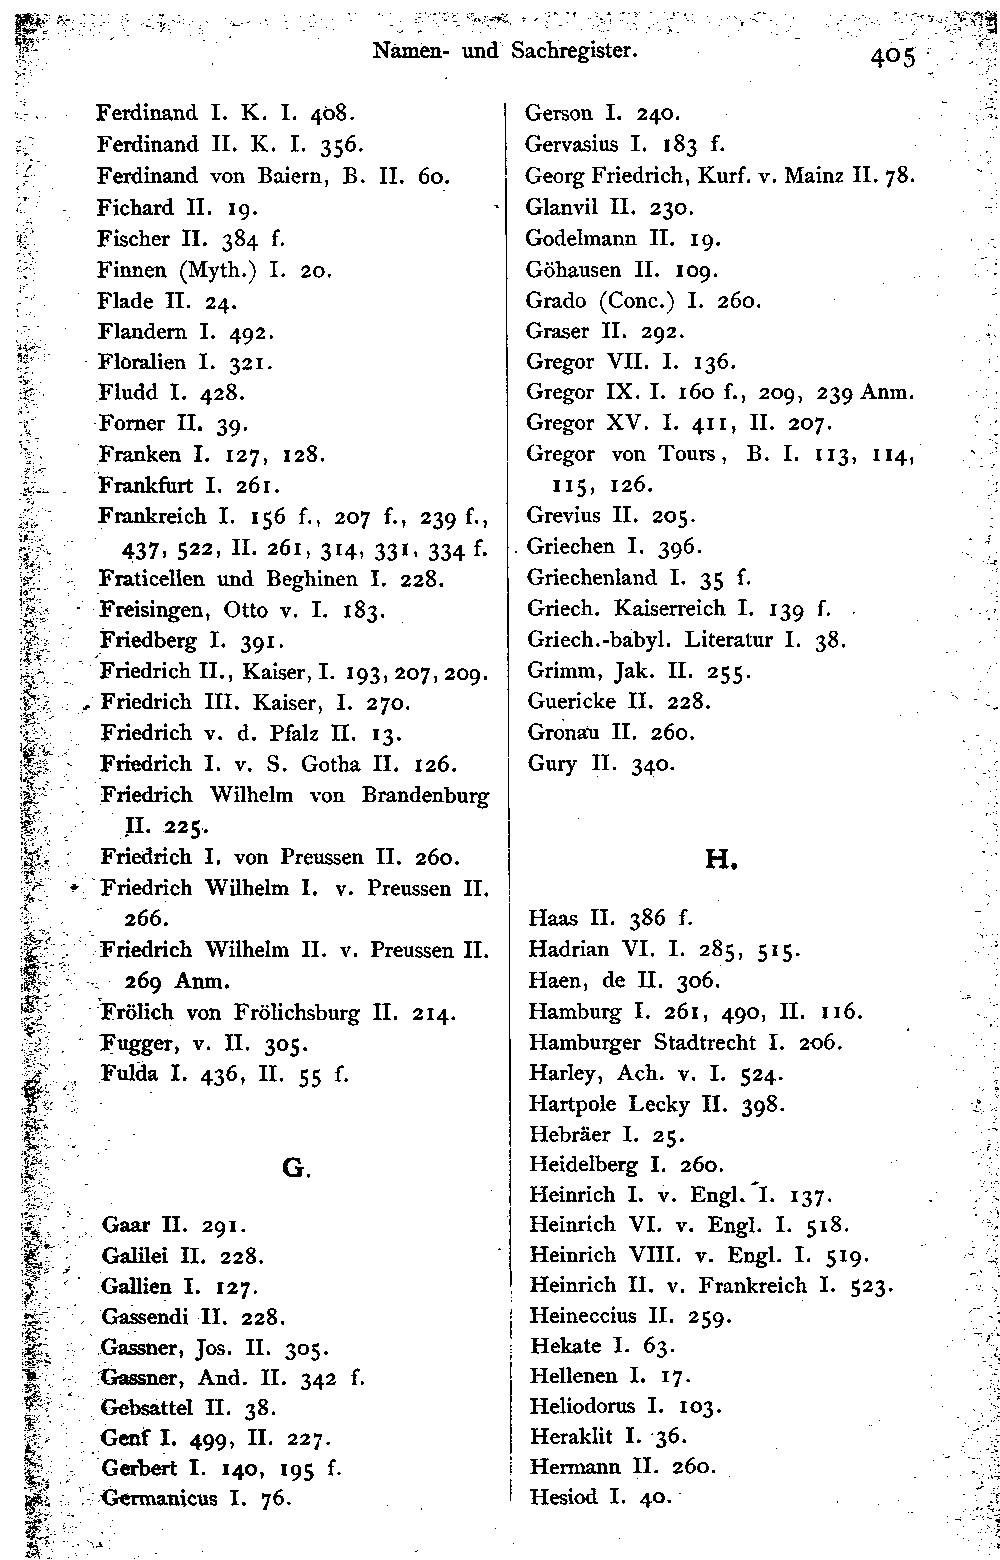 Namen- und Sachregister.
405
Ferdinand I. K. I. 408.
Ferdinand II. K. I. 356.
Ferdinand von Baiern, B. II. 60.
Fichard II. 19.
Fischer II. 384 f.
Finnen (Myth.) I. 20.
Flade II. 24.
Flandern I. 492.
Floralien I. 321.
Fludd I. 428.
Forner II. 39.
Franken I. 127, 128.
Frankfurt I. 261.
Frankreich I. 156 f., 207 f., 239 f.,
437, 522, II. 261, 314, 331, 334 f.
Fraticellen und Beghinen I. 228.
Freisingen, Otto v. I. 183.
Friedberg I. 391.
Friedrich II., Kaiser, I. 193, 207, 209.
Friedrich III. Kaiser, I. 270.
Friedrich v. d. Pfalz II. 13.
Friedrich I. v. S. Gotha II. 126.
Friedrich Wilhelm von Brandenburg
II. 225.
Friedrich I. von Preussen II. 260.
Friedrich Wilhelm I. v. Preussen II.
266.
Friedrich Wilhelm II. v. Preussen II.
269 Anm.
Frölich von Frölichsburg II. 214.
Fugger, v. II. 305.
Fulda I. 436, II. 55 f.
G.
Gaar II. 291.
Galilei II. 228.
Gallien I. 127.
Gassendi II. 228.
Gassner, Jos. II. 305.
Gassner, And. II. 342 f.
Gebsattel II. 38.
Genf I. 499, II. 227.
Gerbert I. 140, 195 f.
Germanicus I. 76.
Gerson I. 240.
Gervasius I. 183 f.
Georg Friedrich, Kurf. v. Mainz II. 78.
Glanvil II. 230.
Godelmann II. 19.
Göhausen II. 109.
Grado (Conc.) I. 260.
Graser II. 292.
Gregor VII. I. 136.
Gregor IX. I. 160 f., 209, 239 Anm.
Gregor XV. I. 411, II. 207.
Gregor von Tours, B. I. 113, 114,
115, 126.
Grevius II. 205.
Griechen I. 396.
Griechenland I. 35 f.
Griech. Kaiserreich I. 139 f.
Griech.-babyl. Literatur I. 38.
Grimm, Jak. II. 255.
Guericke II. 228.
Gronau II. 260.
Gury II. 340.
H.
Haas II. 386 f.
Hadrian VI. I. 285, 515.
Haen, de II. 306.
Hamburg I. 261, 490, II. 116.
Hamburger Stadtrecht I. 206.
Harley, Ach. v. I. 524.
Hartpole Lecky II. 398.
Hebräer I. 25.
Heidelberg I. 260.
Heinrich I. v. Engl. I. 137.
Heinrich VI. v. Engl. I. 518.
Heinrich VIII. v. Engl. I. 519.
Heinrich II. v. Frankreich I. 523.
Heineccius II. 259.
Hekate I. 63.
Hellenen I. 17.
Heliodorus I. 103.
Heraklit I. 36.
Hermann II. 260.
Hesiod I. 40.